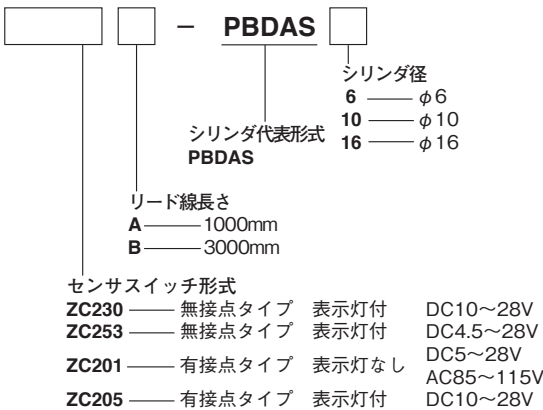 − PBDAS
シリンダ径
6 —— φ6
10 —— φ10
16 —— φ16
シリンダ代表形式
PBDAS
リード線長さ
A —— 1000mm
B —— 3000mm
センサスイッチ形式
ZC230 —— 無接点タイプ 表示灯付 DC10〜28V
ZC253 —— 無接点タイプ 表示灯付 DC4.5〜28V
ZC201 —— 有接点タイプ 表示灯なし DC5〜28V
AC85〜115V
ZC205 —— 有接点タイプ 表示灯付 DC10〜28V